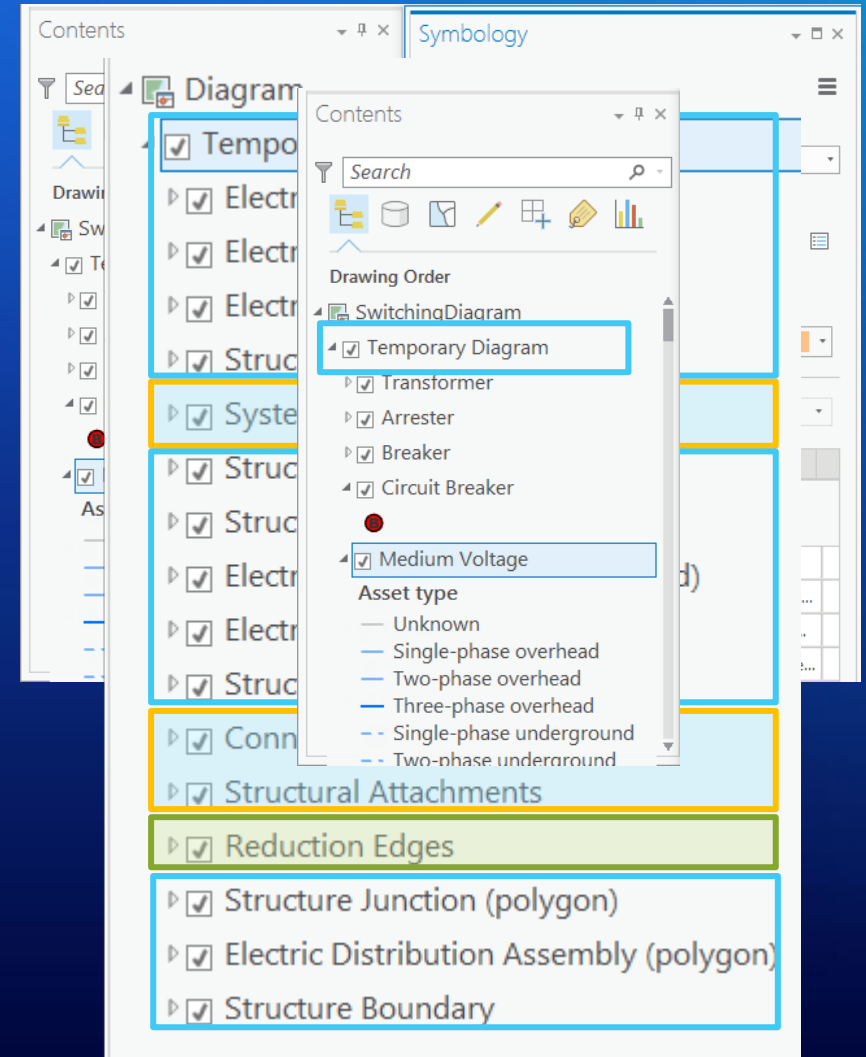 Contents
Symbology
Sea
Diagram
Contents
Tempo
Search
Drawing Order
SwitchingDiagram
Temporary Diagram
Transformer
Arrester
Breaker
Circuit Breaker
B
Medium Voltage
Asset type
Unknown
Single-phase overhead
Two-phase overhead
Three-phase overhead
Single-phase underground
Two-phase underground
Drawin
Sw
Te
As
Electr
Electr
Electr
Struc
Syste
Struc
Struc
Electr d)
Electr
Struc
Conn
Structural Attachments
Reduction Edges
Structure Junction (polygon)
Electric Distribution Assembly (polygon)
Structure Boundary